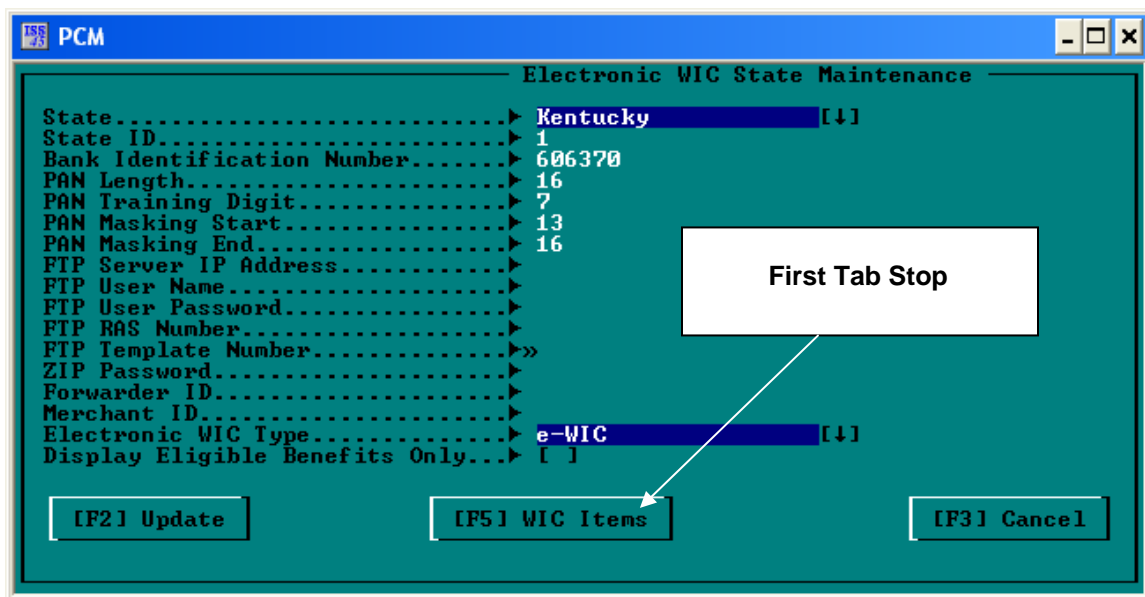 ISS 45 PCM
Electronic WIC State Maintenance
State...........................► Kentucky [↓]
State ID........................► 1
Bank Identification Number.......► 606370
PAN Length......................► 16
PAN Training Digit..............► 7
PAN Masking Start...............► 13
PAN Masking End.................► 16
FTP Server IP Address...........►
FTP User Name...................►
FTP User Password...............►
FTP RAS Number..................►
FTP Template Number.............►»
ZIP Password....................►
Forwarder ID....................►
Merchant ID.....................►
Electronic WIC Type.............► e-WIC [↓]
Display Eligible Benefits Only...► [ ]
First Tab Stop
[F2] Update [F5] WIC Items [F3] Cancel